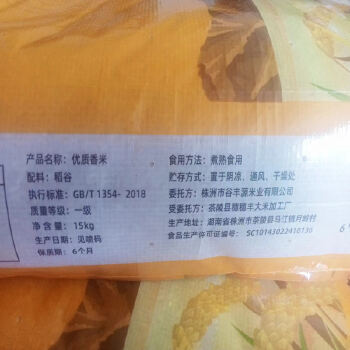 产品名称：优质香米
配料：稻谷
执行标准：GB/T 1354- 2018
质量等级：一级
净 含 量：15kg
生产日期：见喷码
保质期：6个月
食用方法：煮熟食用
贮存方式：置于阴凉、通风、干燥处
委托方：株洲市谷丰源米业有限公司
受委托方：茶陵县穗穗丰大米加工厂
生产地址：湖南省株洲市茶陵县马江镇月岭村
食品生产许可证编号：SC10143022410130
6